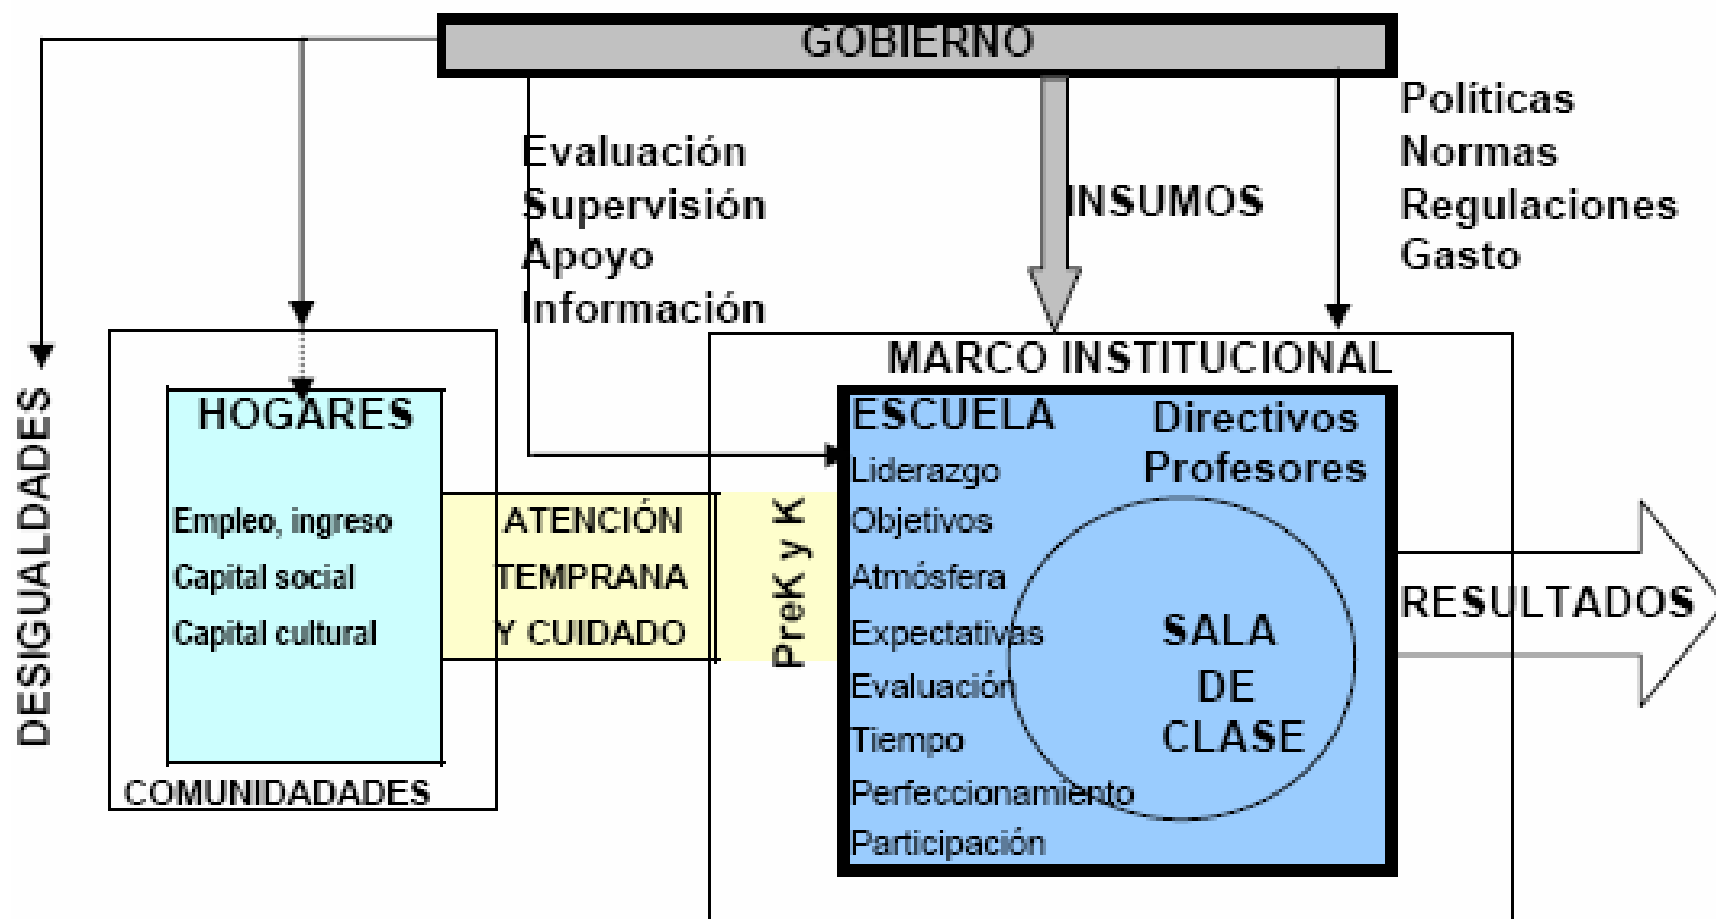 GOBIERNO
Políticas
Normas
Regulaciones
Gasto
Evaluación
Supervisión
Apoyo
Información
INSUMOS
DESIGUALDADES
HOGARES
Empleo, ingreso
Capital social
Capital cultural
COMUNIDADADES
ATENCIÓN
TEMPRANA
Y CUIDADO
PreK y K
MARCO INSTITUCIONAL
ESCUELA
Directivos
Profesores
Liderazgo
Objetivos
Atmósfera
Expectativas
Evaluación
Tiempo
Perfeccionamiento
Participación
SALA
DE
CLASE
RESULTADOS